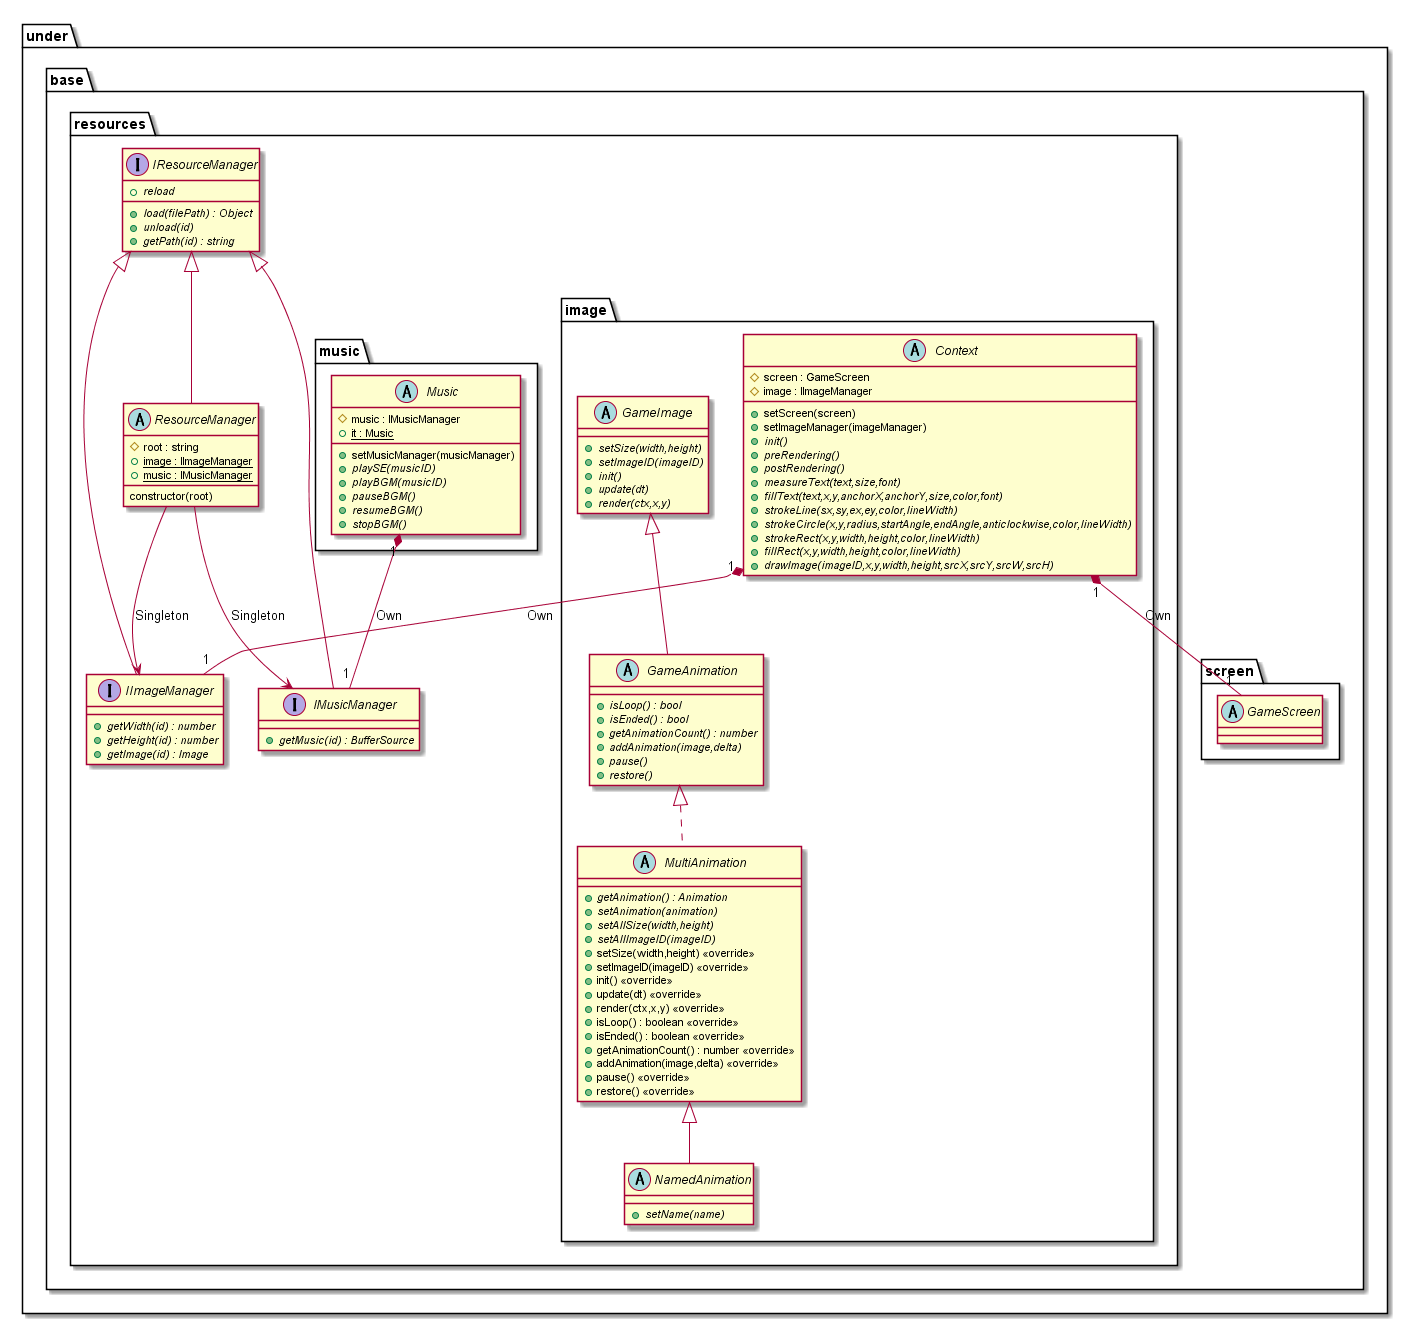 under
base
resources
I IResourceManager
reload
load(filePath) : Object
unload(id)
getPath(id) : string
A ResourceManager
root : string
image : IImageManager
music : IMusicManager
constructor(root)
music
A Music
music : IMusicManager
it : Music
setMusicManager(musicManager)
playSE(musicID)
playBGM(musicID)
pauseBGM()
resumeBGM()
stopBGM()
image
A GameImage
setSize(width,height)
setImageID(imageID)
init()
update(dt)
render(ctx,x,y)
A Context
screen : GameScreen
image : IImageManager
setScreen(screen)
setImageManager(imageManager)
init()
preRendering()
postRendering()
measureText(text,size,font)
fillText(text,x,y,anchorX,anchorY,size,color,font)
strokeLine(sx,sy,ex,ey,color,lineWidth)
strokeCircle(x,y,radius,startAngle,endAngle,anticlockwise,color,lineWidth)
strokeRect(x,y,width,height,color,lineWidth)
fillRect(x,y,width,height,color,lineWidth)
drawImage(imageID,x,y,width,height,srcX,srcY,srcW,srcH)
1
1
1
Singleton
Singleton
Own
Own
Own
1
1
1
I IImageManager
getWidth(id) : number
getHeight(id) : number
getImage(id) : Image
I IMusicManager
getMusic(id) : BufferSource
A GameAnimation
isLoop() : bool
isEnded() : bool
getAnimationCount() : number
addAnimation(image,delta)
pause()
restore()
screen
A GameScreen
A MultiAnimation
getAnimation() : Animation
setAnimation(animation)
setAllSize(width,height)
setAllImageID(imageID)
setSize(width,height) «override»
setImageID(imageID) «override»
init() «override»
update(dt) «override»
render(ctx,x,y) «override»
isLoop() : boolean «override»
isEnded() : boolean «override»
getAnimationCount() : number «override»
addAnimation(image,delta) «override»
pause() «override»
restore() «override»
A NamedAnimation
setName(name)